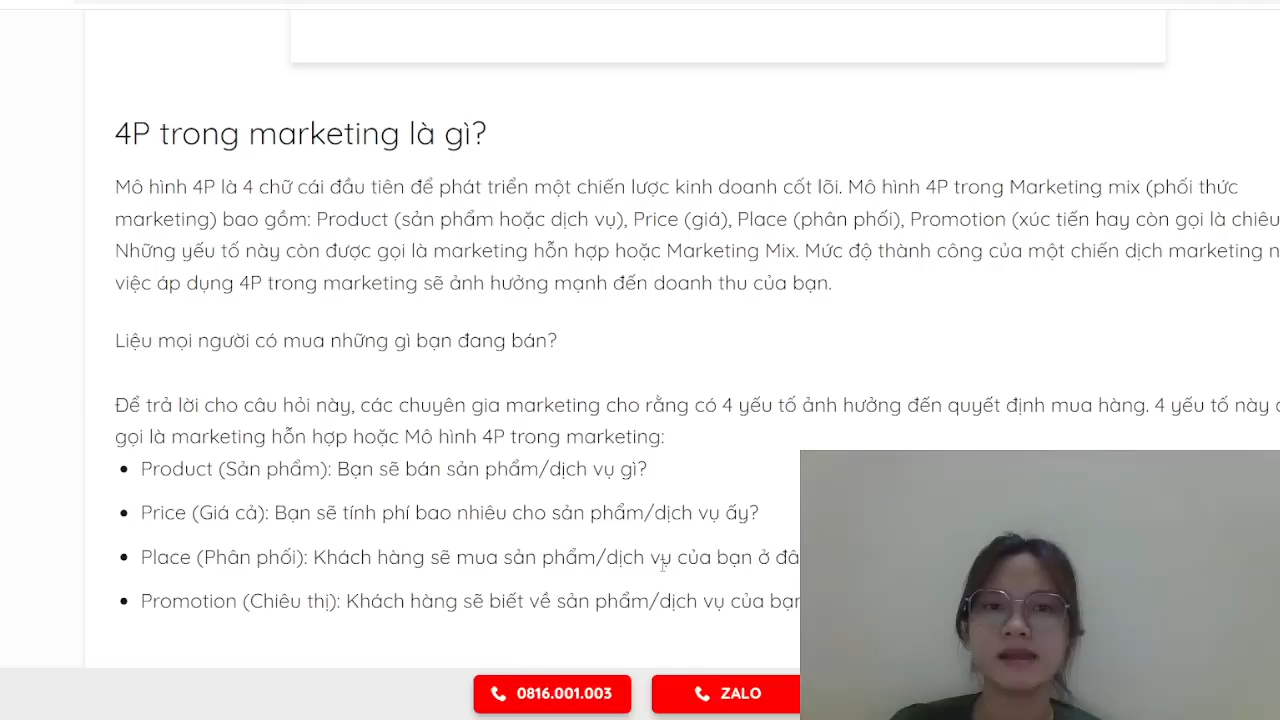 4P trong marketing là gì?
Mô hình 4P là 4 chữ cái đầu tiên để phát triển một chiến lược kinh doanh cốt lõi. Mô hình 4P trong Marketing mix (phối thức
marketing) bao gồm: Product (sản phẩm hoặc dịch vụ), Price (giá), Place (phân phối), Promotion (xúc tiến hay còn gọi là chiêu
Những yếu tố này còn được gọi là marketing hỗn hợp hoặc Marketing Mix. Mức độ thành công của một chiến dịch marketing
việc áp dụng 4P trong marketing sẽ ảnh hưởng mạnh đến doanh thu của bạn.
Liệu mọi người có mua những gì bạn đang bán?
Để trả lời cho câu hỏi này, các chuyên gia marketing cho rằng có 4 yếu tố ảnh hưởng đến quyết định mua hàng. 4 yếu tố này
gọi là marketing hỗn hợp hoặc Mô hình 4P trong marketing:
• Product (Sản phẩm): Bạn sẽ bán sản phẩm/dịch vụ gì?
• Price (Giá cả): Bạn sẽ tính phí bao nhiêu cho sản phẩm/dịch vụ ấy?
• Place (Phân phối): Khách hàng sẽ mua sản phẩm/dịch vụ của bạn ở
• Promotion (Chiêu thị): Khách hàng sẽ biết về sản phẩm/dịch vụ của bạn
0816.001.003
ZALO